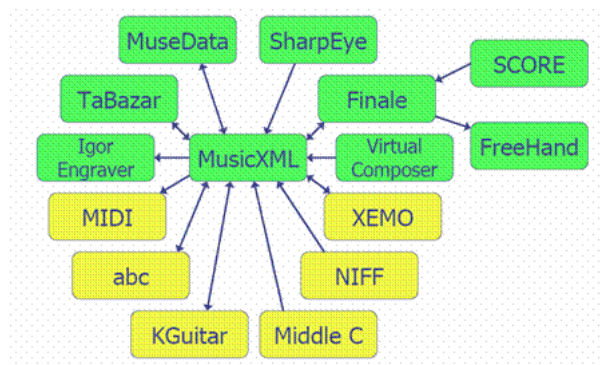 MuseData
SharpEye
SCORE
TaBazar
Finale
FreeHand
Igor
Engraver
MusicXML
Virtual
Composer
MIDI
XEMO
abc
NIFF
KGuitar
Middle C